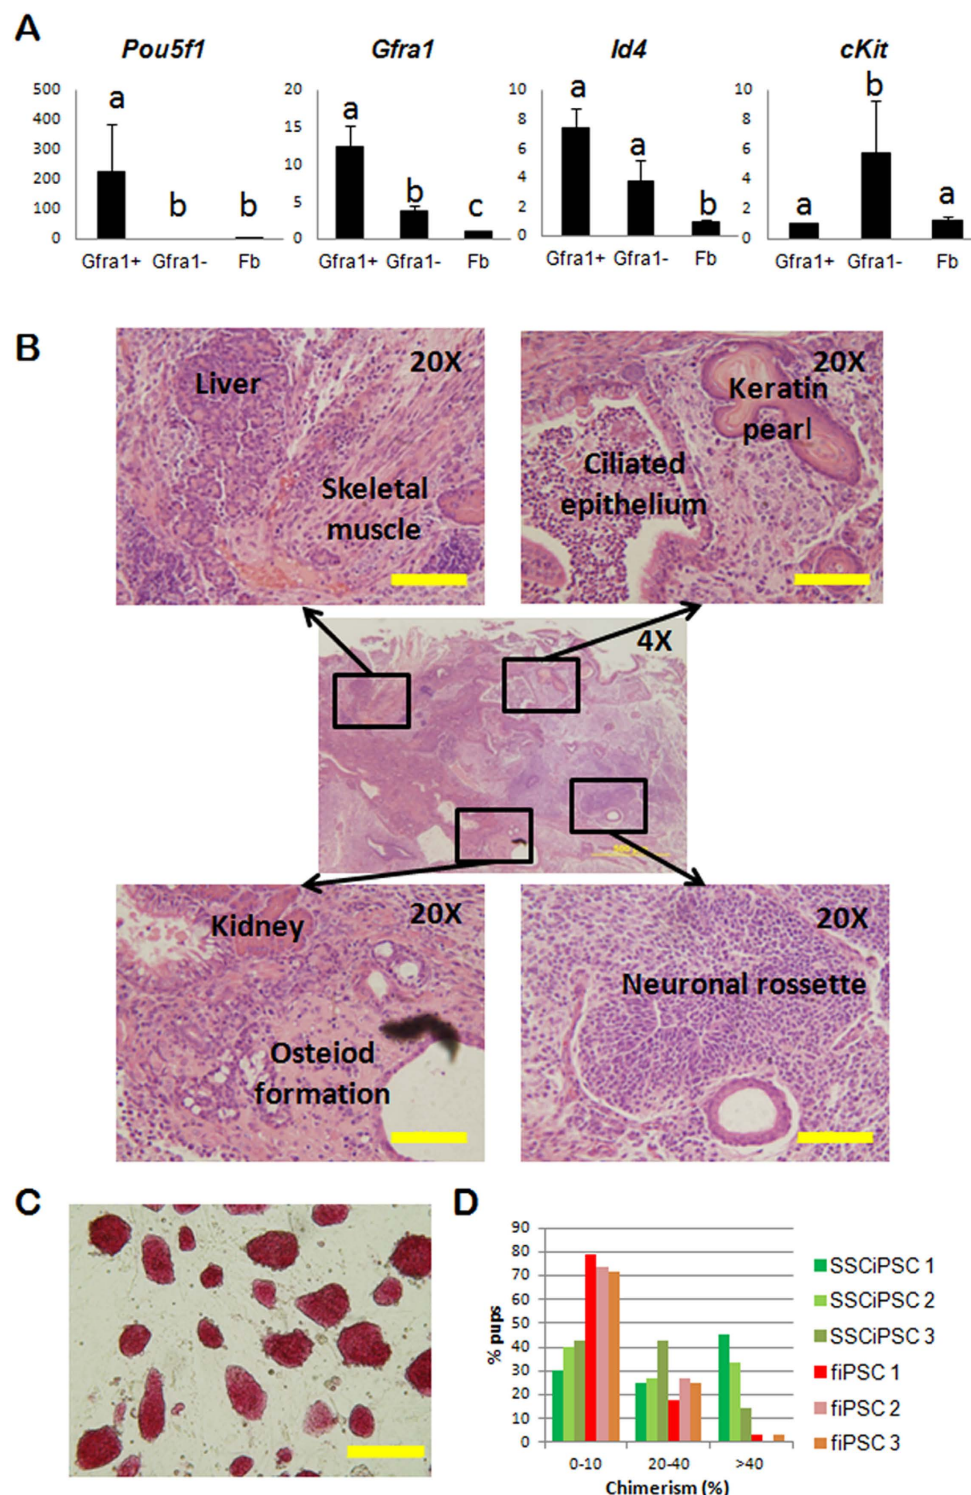 A
Pou5f1 Gfra1 Id4 cKit
500
400
300
200
100
0
a
b
b
Gfra1+ Gfra1- Fb
20
15
10
5
0
a
b
c
Gfra1+ Gfra1- Fb
10
8
6
4
2
0
a
a
b
Gfra1+ Gfra1- Fb
10
8
6
4
2
0
a
b
a
Gfra1+ Gfra1- Fb
B
Liver
20X
Skeletal
muscle
20X
Keratin
pearl
Ciliated
epithelium
4X
Kidney
20X
Osteiod
formation
20X
Neuronal rossette
C
D
% pups
90
80
70
60
50
40
30
20
10
0
0-10 20-40 >40
Chimerism (%)
SSCiPSC 1
SSCiPSC 2
SSCiPSC 3
fiPSC 1
fiPSC 2
fiPSC 3